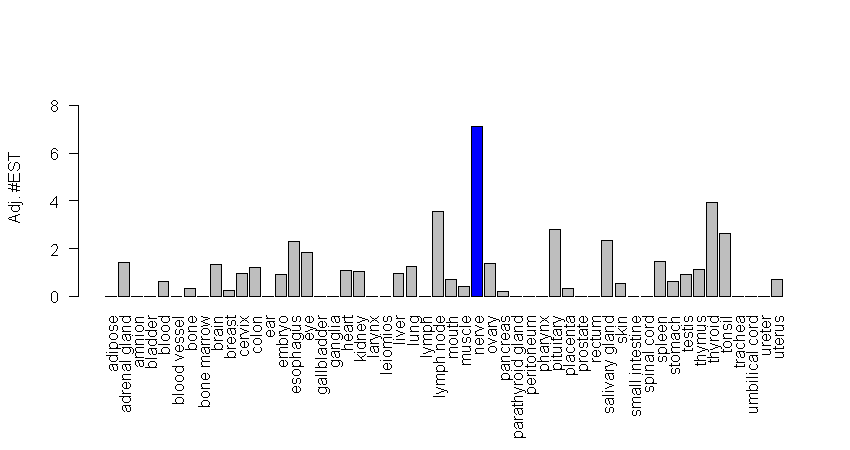 Adj. #EST
8
6
4
2
0
adipose
adrenal gland
amnion
bladder
blood
blood vessel
bone
bone marrow
brain
breast
cervix
colon
ear
embryo
esophagus
eye
gallbladder
ganglia
heart
kidney
larynx
leiomios
liver
lung
lymph
lymph node
mouth
muscle
nerve
ovary
pancreas
parathyroid gland
peritoneum
pharynx
pituitary
placenta
prostate
rectum
salivary gland
skin
small intestine
spinal cord
spleen
stomach
testis
thymus
thyroid
tonsil
trachea
umbilical cord
ureter
uterus